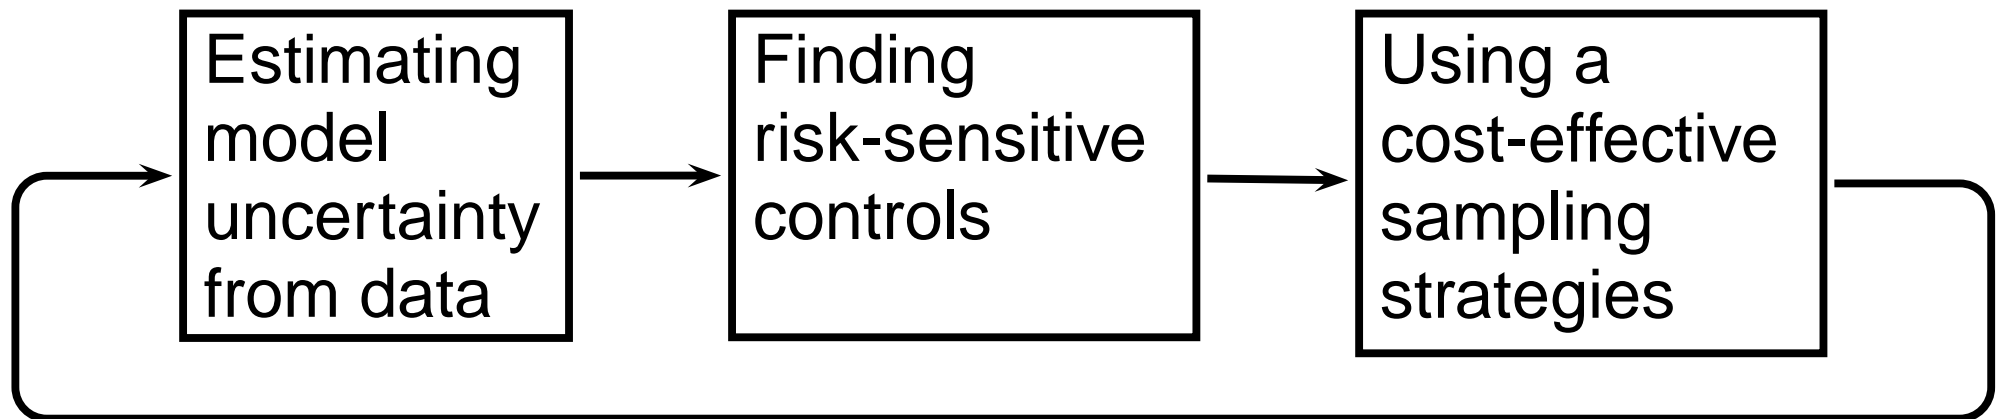 Estimating
model
uncertainty
from data
Finding
risk-sensitive
controls
Using a
cost-effective
sampling
strategies